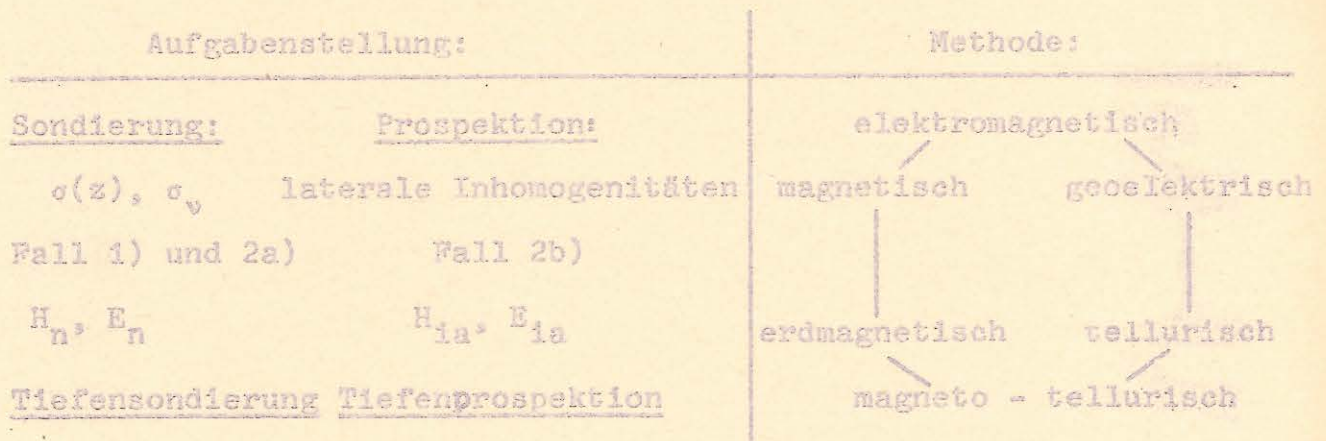 Aufgabenstellung: Methode:
Sondierung: Prospektion: elektromagnetisch
σ(z), σ_ν laterale Inhomogenitäten magnetisch geoelektrisch
Fall 1) und 2a) Fall 2b)
H_n, E_n H_ia, E_ia erdmagnetisch tellurisch
Tiefensondierung Tiefenprospektion magneto - tellurisch